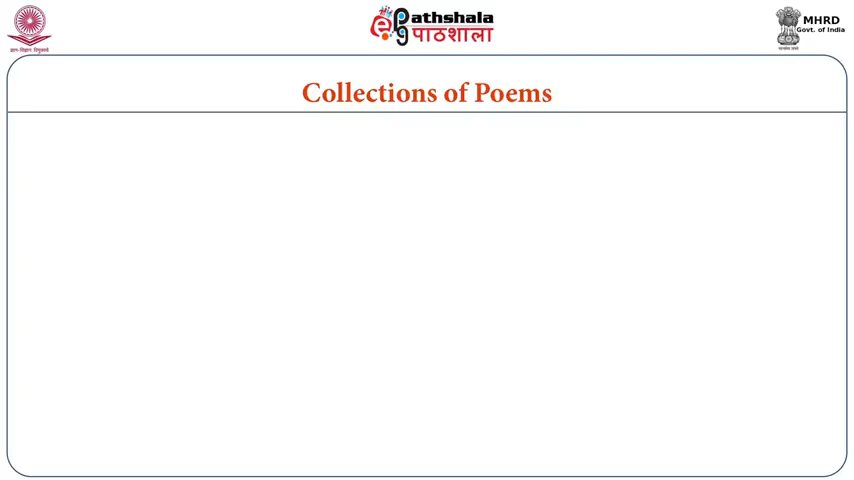 ePathshala
पाठशाला
MHRD
Govt. of India
Collections of Poems